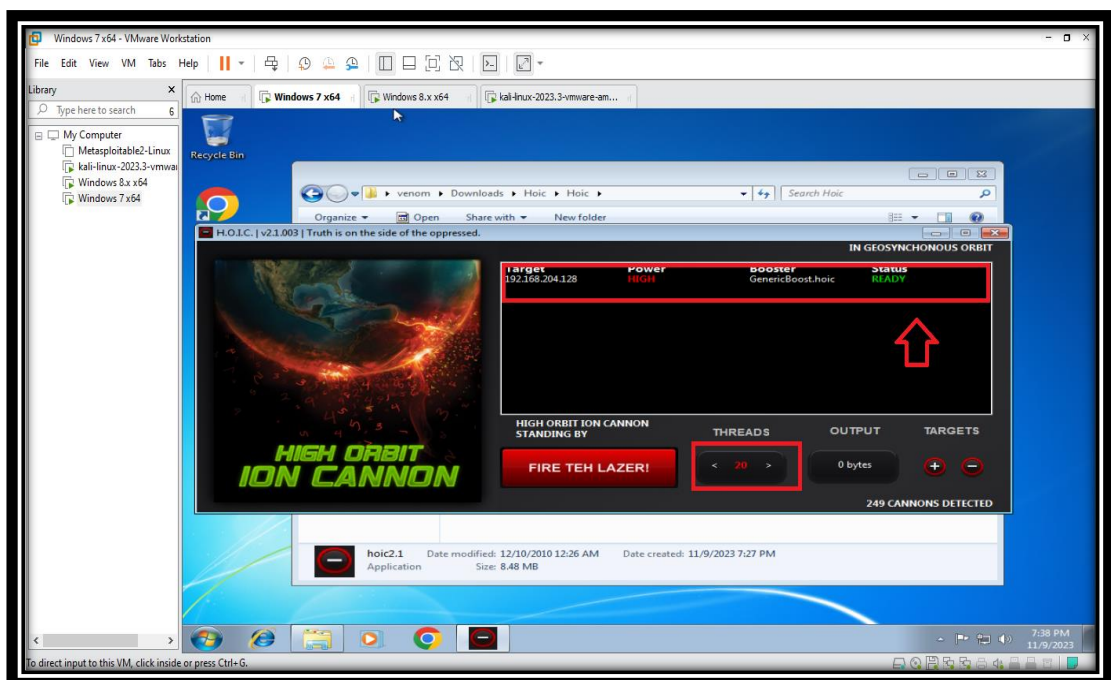 Windows 7 x64 - VMware Workstation
File Edit View VM Tabs Help
Library
Type here to search
Home
Windows 7 x64
Windows 8.x x64
kali-linux-2023.3-vmware-am...
My Computer
Metasploitable2-Linux
kali-linux-2023.3-vmwar
Windows 8.x x64
Windows 7 x64
Recycle Bin
venom Downloads Hoic Hoic
Search Hoic
Organize Open Share with New folder
H.O.I.C. | v2.1.003 | Truth is on the side of the oppressed.
IN GEOSYNCHONOUS ORBIT
Target Power Booster Status
192.168.204.128 HIGH GenericBoost.hoic READY
HIGH ORBIT ION CANNON
STANDING BY
THREADS OUTPUT TARGETS
HIGH ORBIT
ION CANNON
FIRE TEH LAZER!
< 20 >
0 bytes
+ -
249 CANNONS DETECTED
hoic2.1 Date modified: 12/10/2010 12:26 AM Date created: 11/9/2023 7:27 PM
Application Size: 8.48 MB
7:38 PM
11/9/2023
To direct input to this VM, click inside or press Ctrl+G.